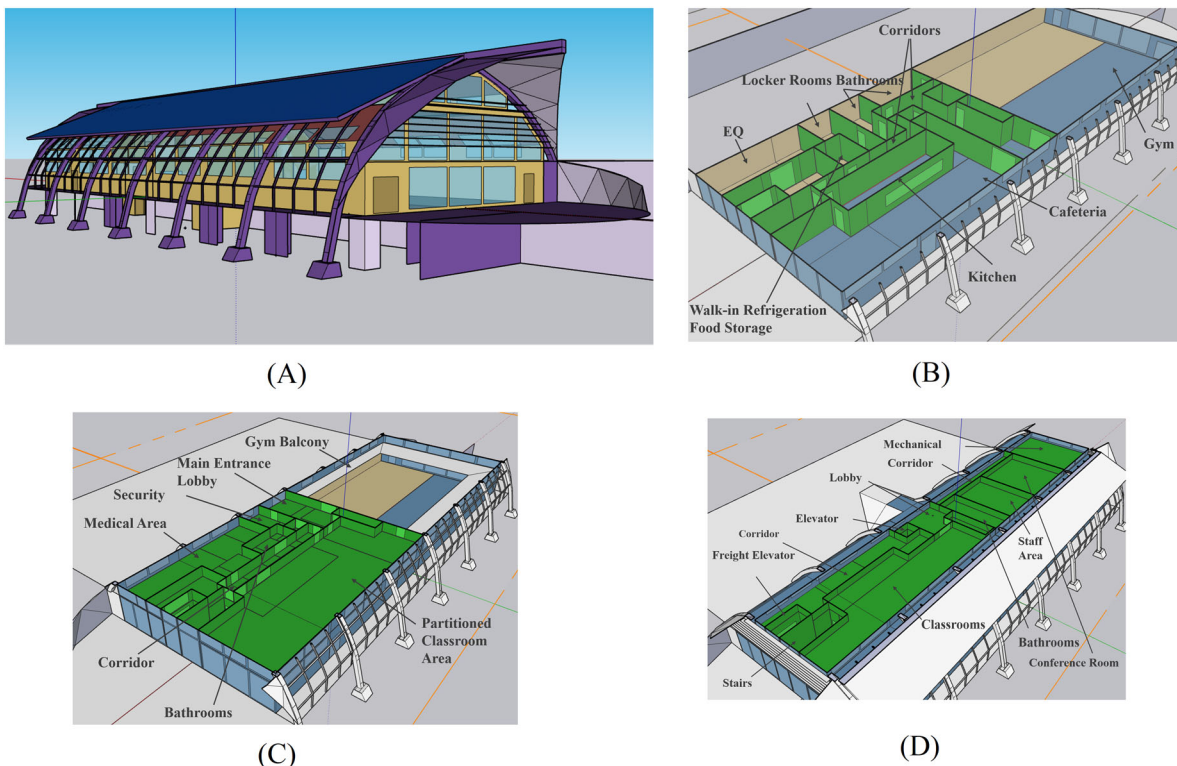 (A)
Corridors
Locker Rooms Bathrooms
EQ
Gym
Cafeteria
Kitchen
Walk-in Refrigeration
Food Storage
(B)
Gym Balcony
Main Entrance
Lobby
Security
Medical Area
Partitioned
Classroom
Area
Corridor
Bathrooms
(C)
Mechanical
Corridor
Lobby
Elevator
Corridor
Freight Elevator
Staff
Area
Classrooms
Bathrooms
Conference Room
Stairs
(D)